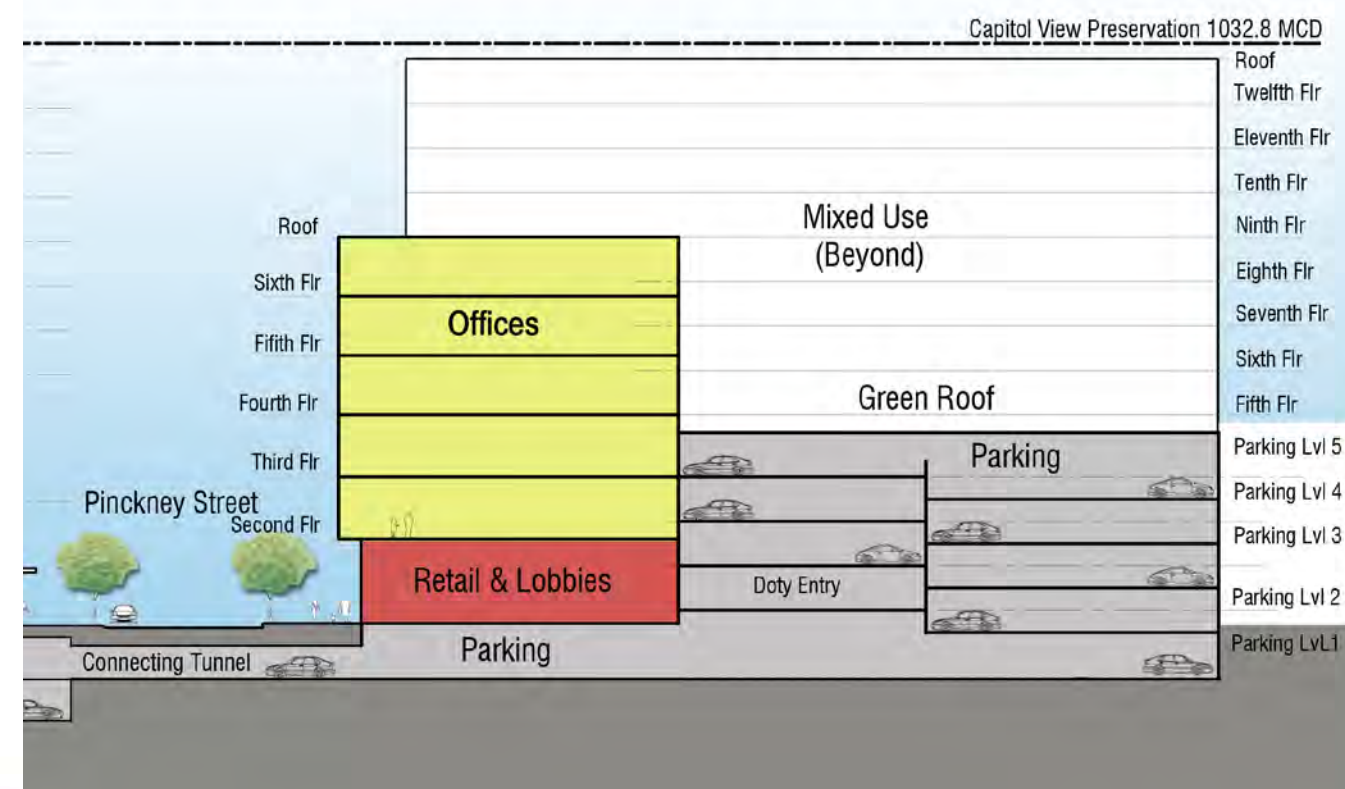 Capitol View Preservation 1032.8 MCD
Roof
Twelfth Flr
Eleventh Flr
Tenth Flr
Ninth Flr
Eighth Flr
Seventh Flr
Sixth Flr
Fifth Flr
Parking Lvl 5
Parking Lvl 4
Parking Lvl 3
Parking Lvl 2
Parking LvL1
Mixed Use
(Beyond)
Green Roof
Parking
Doty Entry
Roof
Sixth Flr
Fifith Flr
Fourth Flr
Third Flr
Second Flr
Offices
Retail & Lobbies
Parking
Pinckney Street
Connecting Tunnel